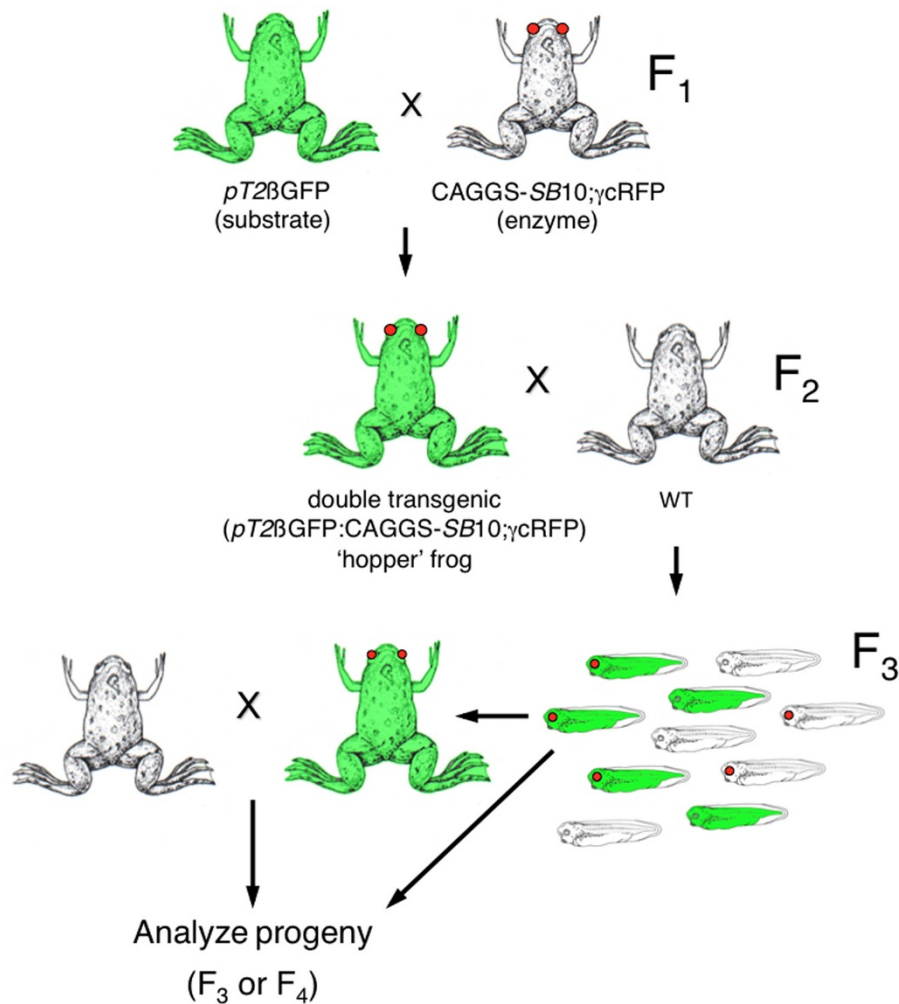 X
F1
pT2ßGFP
(substrate)
CAGGS-SB10;γcRFP
(enzyme)
X
F2
double transgenic
(pT2ßGFP:CAGGS-SB10;γcRFP)
'hopper' frog
WT
F3
X
Analyze progeny
(F3 or F4)